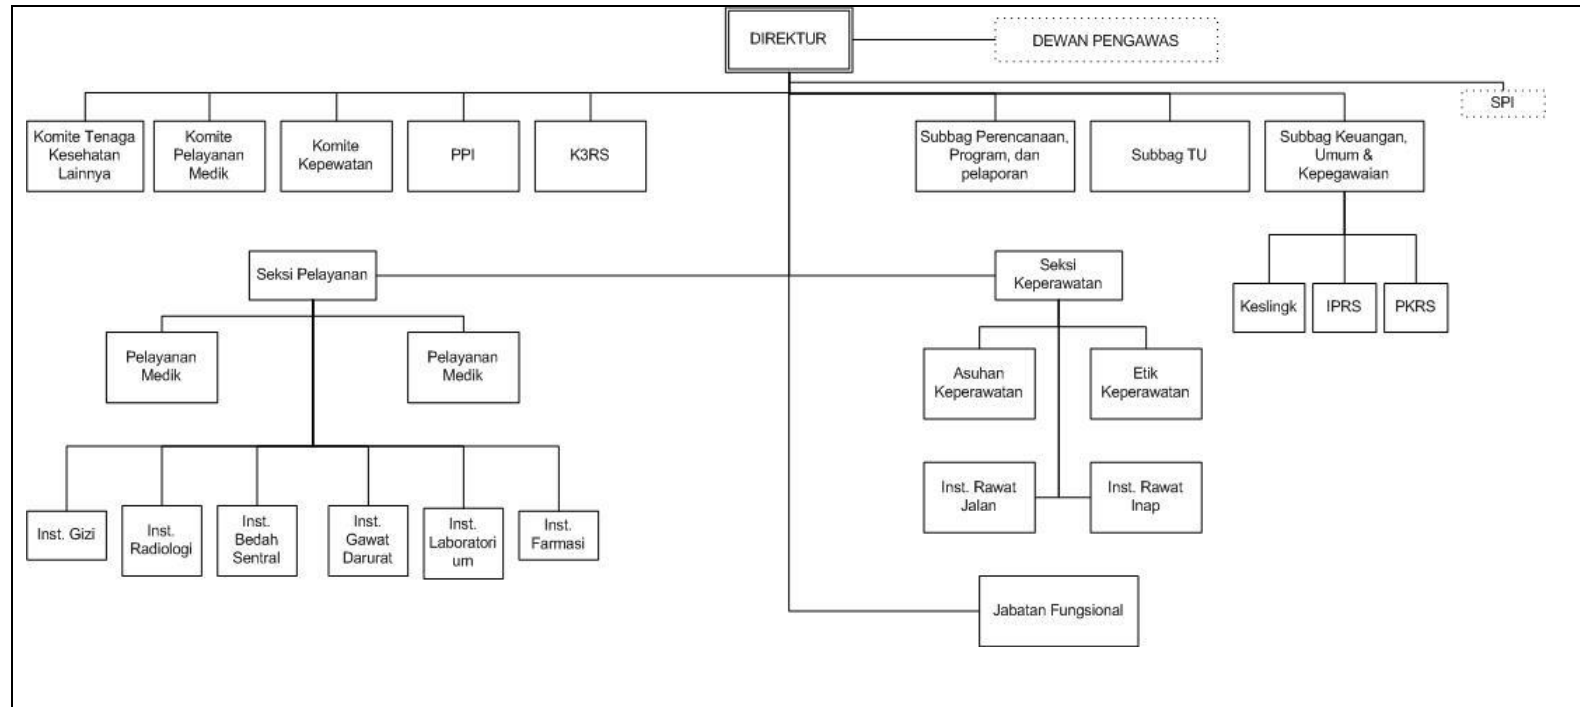 DIREKTUR
DEWAN PENGAWAS
SPI
Komite Tenaga
Kesehatan
Lainnya
Komite
Pelayanan
Medik
Komite
Kepewatan
PPI
K3RS
Subbag Perencanaan,
Program, dan
pelaporan
Subbag TU
Subbag Keuangan,
Umum &
Kepegawaian
Seksi Pelayanan
Seksi
Keperawatan
Keslingk
IPRS
PKRS
Pelayanan
Medik
Pelayanan
Medik
Asuhan
Keperawatan
Etik
Keperawatan
Inst. Rawat
Jalan
Inst. Rawat
Inap
Inst. Gizi
Inst.
Radiologi
Inst.
Bedah
Sentral
Inst.
Gawat
Darurat
Inst.
Laboratori
um
Inst.
Farmasi
Jabatan Fungsional